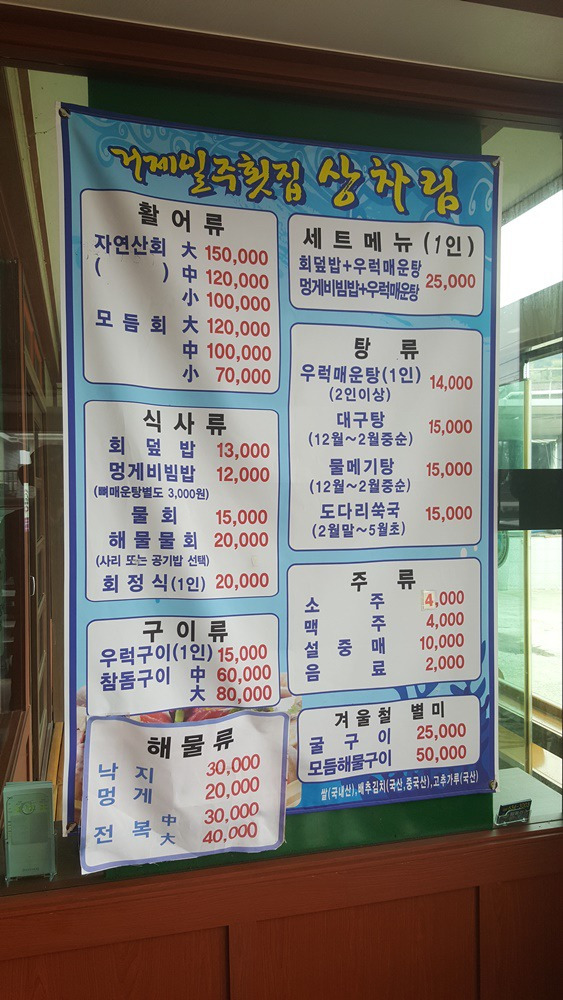 거제일주횟집 상차림
활어류
자연산회 大 150,000
( ) 中 120,000
小 100,000
모듬회 大 120,000
中 100,000
小 70,000
식사류
회덮밥 13,000
멍게비빔밥 12,000
(뼈매운탕별도 3,000원)
물회 15,000
해물물회 20,000
(사리 또는 공기밥 선택)
회정식(1인) 20,000
구이류
우럭구이(1인) 15,000
참돔구이 中 60,000
大 80,000
해물류
낙지 30,000
멍게 20,000
전복 中 30,000
大 40,000
세트메뉴(1인)
회덮밥+우럭매운탕
멍게비빔밥+우럭매운탕 25,000
탕류
우럭매운탕(1인) 14,000
(2인이상)
대구탕 15,000
(12월~2월중순)
물메기탕 15,000
(12월~2월중순)
도다리쑥국 15,000
(2월말~5월초)
주류
소주 4,000
맥주 4,000
설중매 10,000
음료 2,000
겨울철 별미
굴구이 25,000
모듬해물구이 50,000
쌀(국내산),배추김치(국산,중국산),고추가루(국산)